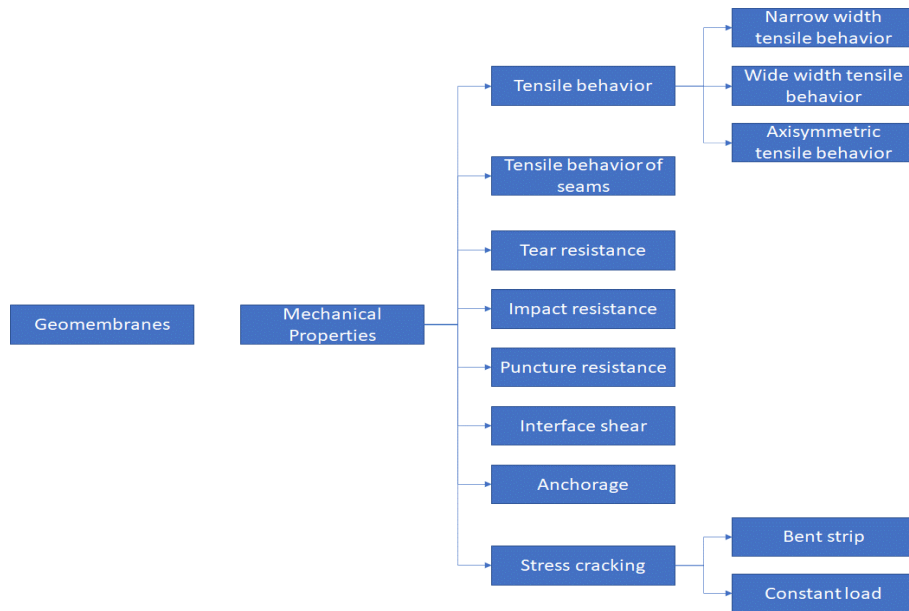 Narrow width
tensile behavior
Tensile behavior
Wide width tensile
behavior
Axisymmetric
tensile behavior
Tensile behavior of
seams
Tear resistance
Geomembranes
Mechanical
Properties
Impact resistance
Puncture resistance
Interface shear
Anchorage
Stress cracking
Bent strip
Constant load